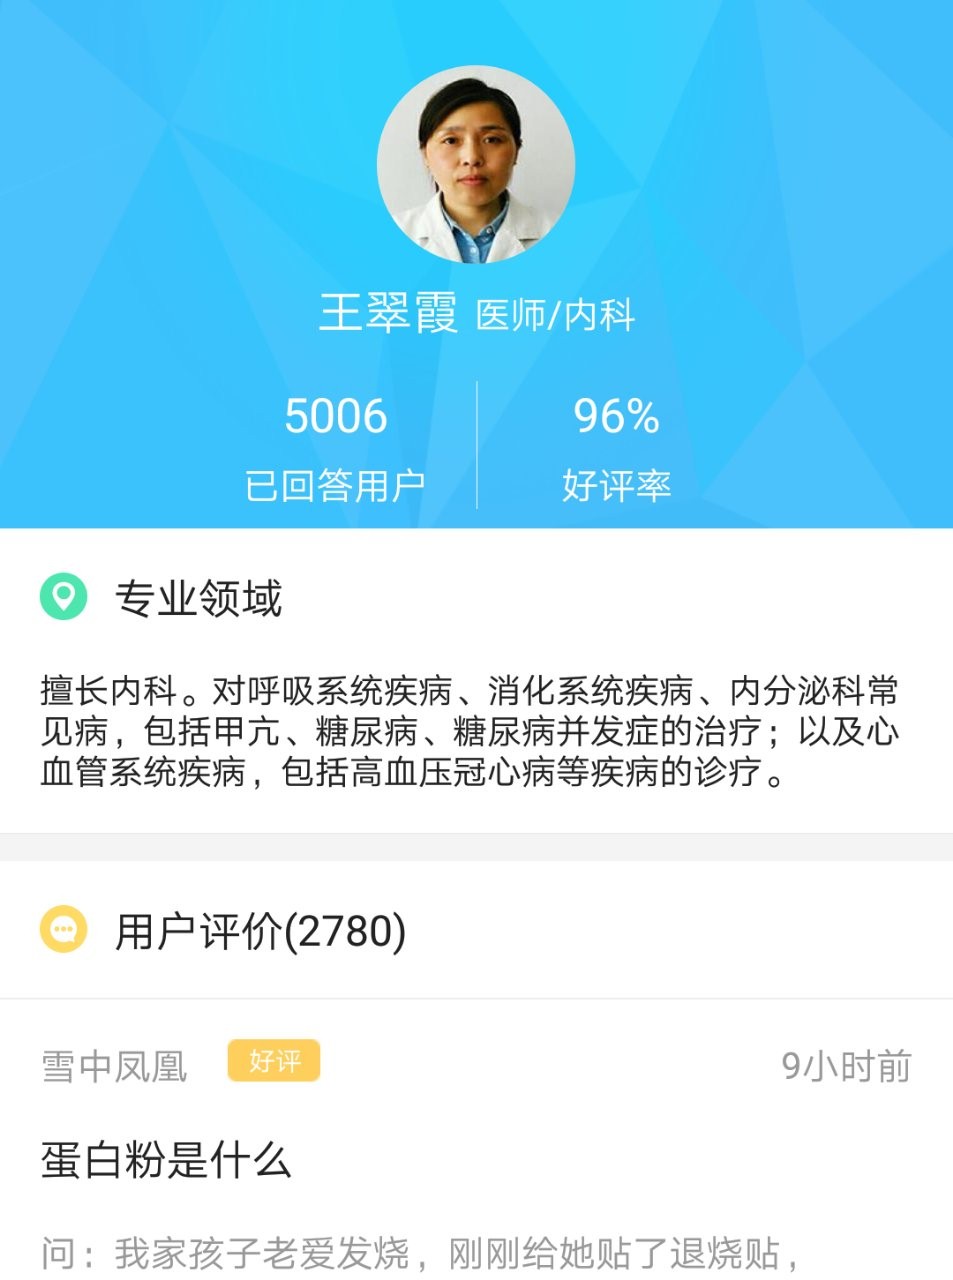 王翠霞 医师/内科
5006
96%
已回答用户
好评率
专业领域
擅长内科。对呼吸系统疾病、消化系统疾病、内分泌科常
见病，包括甲亢、糖尿病、糖尿病并发症的治疗；以及心
血管系统疾病，包括高血压冠心病等疾病的诊疗。
用户评价(2780)
雪中凤凰 好评 9小时前
蛋白粉是什么
问：我家孩子老爱发烧，刚刚给她贴了退烧贴，